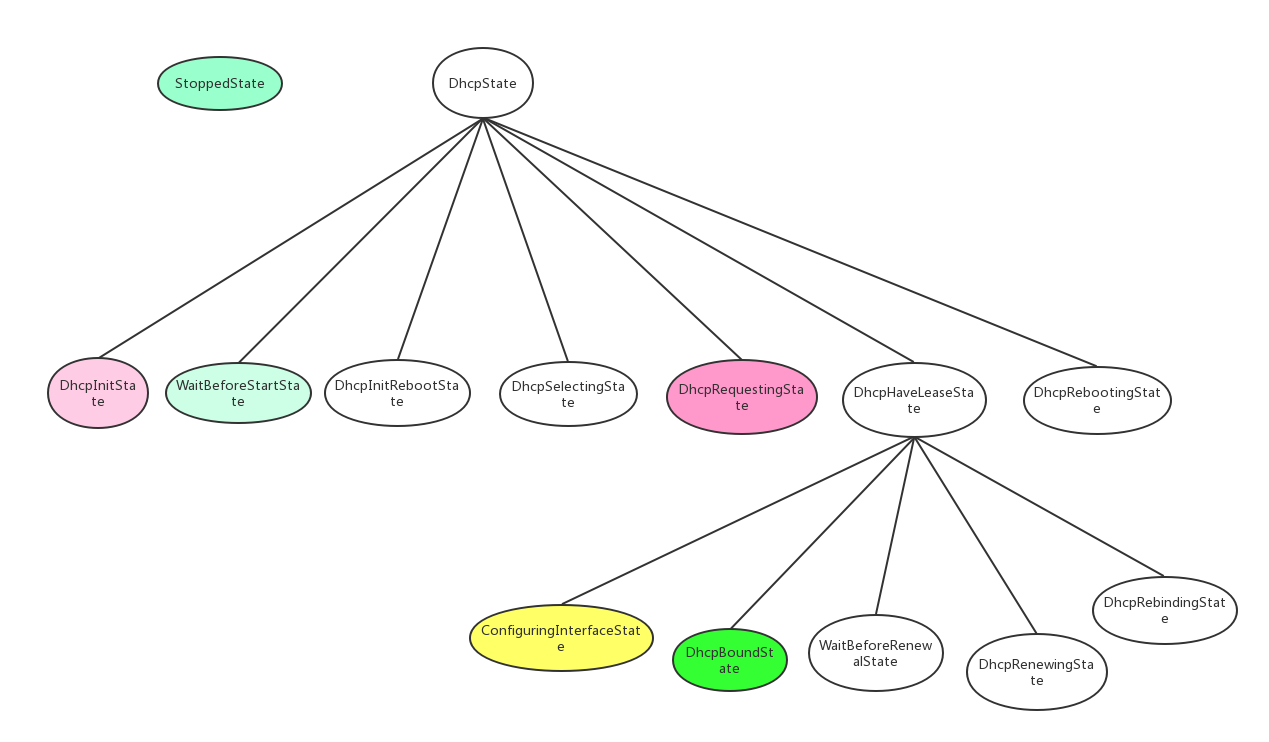 StoppedState
DhcpState
DhcpInitSta
te
WaitBeforeStartSta
te
DhcpInitRebootSta
te
DhcpSelectingSta
te
DhcpRequestingSta
te
DhcpHaveLeaseSta
te
DhcpRebootingStat
e
ConfiguringInterfaceStat
e
DhcpBoundSt
ate
WaitBeforeRenew
alState
DhcpRenewingSta
te
DhcpRebindingStat
e